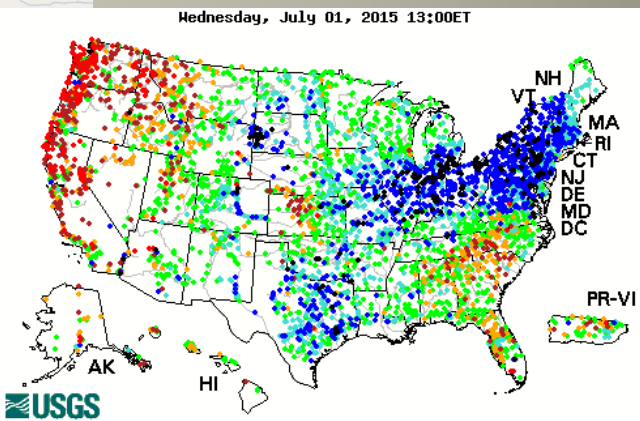 Wednesday, July 01, 2015 13:00ET
NH
VT
MA
RI
CT
NJ
DE
MD
DC
PR-VI
AK
HI
USGS